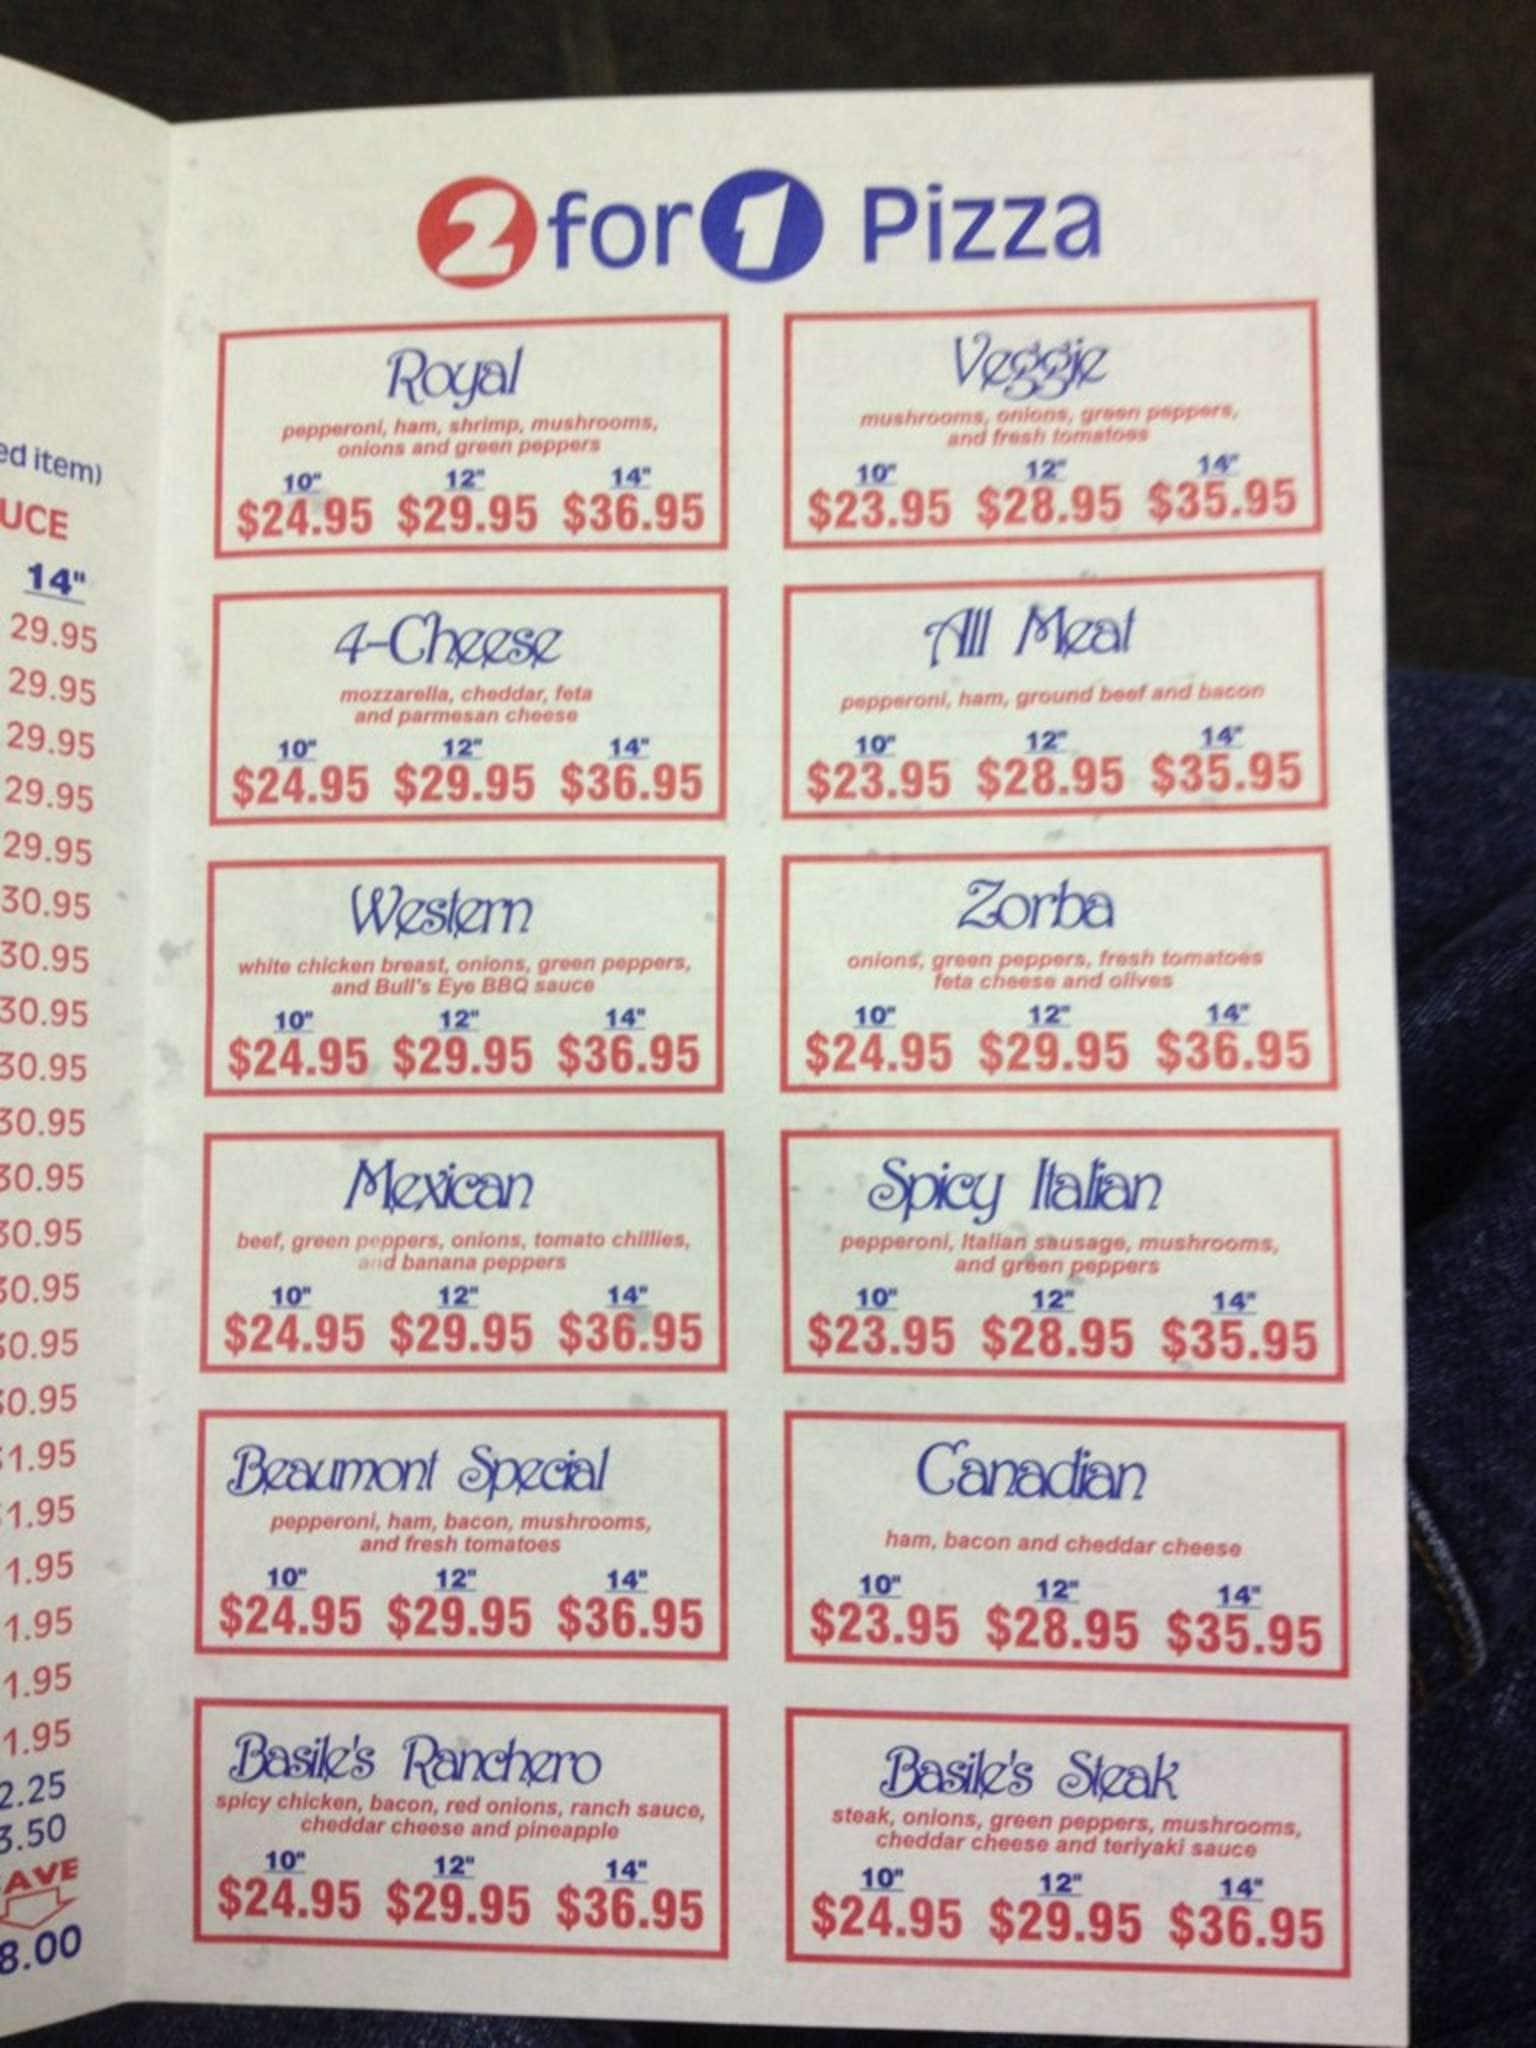 ed item)
UCE
14"
29.95
29.95
29.95
29.95
29.95
30.95
30.95
30.95
30.95
30.95
30.95
30.95
30.95
30.95
30.95
1.95
1.95
1.95
1.95
1.95
1.95
2.25
3.50
AVE
8.00
2 for 1 Pizza
Royal
pepperoni, ham, shrimp, mushrooms,
onions and green peppers
10" 12" 14"
$24.95 $29.95 $36.95
Veggie
mushrooms, onions, green peppers,
and fresh tomatoes
10" 12" 14"
$23.95 $28.95 $35.95
4-Cheese
mozzarella, cheddar, feta
and parmesan cheese
10" 12" 14"
$24.95 $29.95 $36.95
All Meat
pepperoni, ham, ground beef and bacon
10" 12" 14"
$23.95 $28.95 $35.95
Western
white chicken breast, onions, green peppers,
and Bull's Eye BBQ sauce
10" 12" 14"
$24.95 $29.95 $36.95
Zorba
onions, green peppers, fresh tomatoes
feta cheese and olives
10" 12" 14"
$24.95 $29.95 $36.95
Mexican
beef, green peppers, onions, tomato chillies,
and banana peppers
10" 12" 14"
$24.95 $29.95 $36.95
Spicy Italian
pepperoni, Italian sausage, mushrooms,
and green peppers
10" 12" 14"
$23.95 $28.95 $35.95
Beaumont Special
pepperoni, ham, bacon, mushrooms,
and fresh tomatoes
10" 12" 14"
$24.95 $29.95 $36.95
Canadian
ham, bacon and cheddar cheese
10" 12" 14"
$23.95 $28.95 $35.95
Basile's Ranchero
spicy chicken, bacon, red onions, ranch sauce,
cheddar cheese and pineapple
10" 12" 14"
$24.95 $29.95 $36.95
Basile's Steak
steak, onions, green peppers, mushrooms,
cheddar cheese and teriyaki sauce
10" 12" 14"
$24.95 $29.95 $36.95